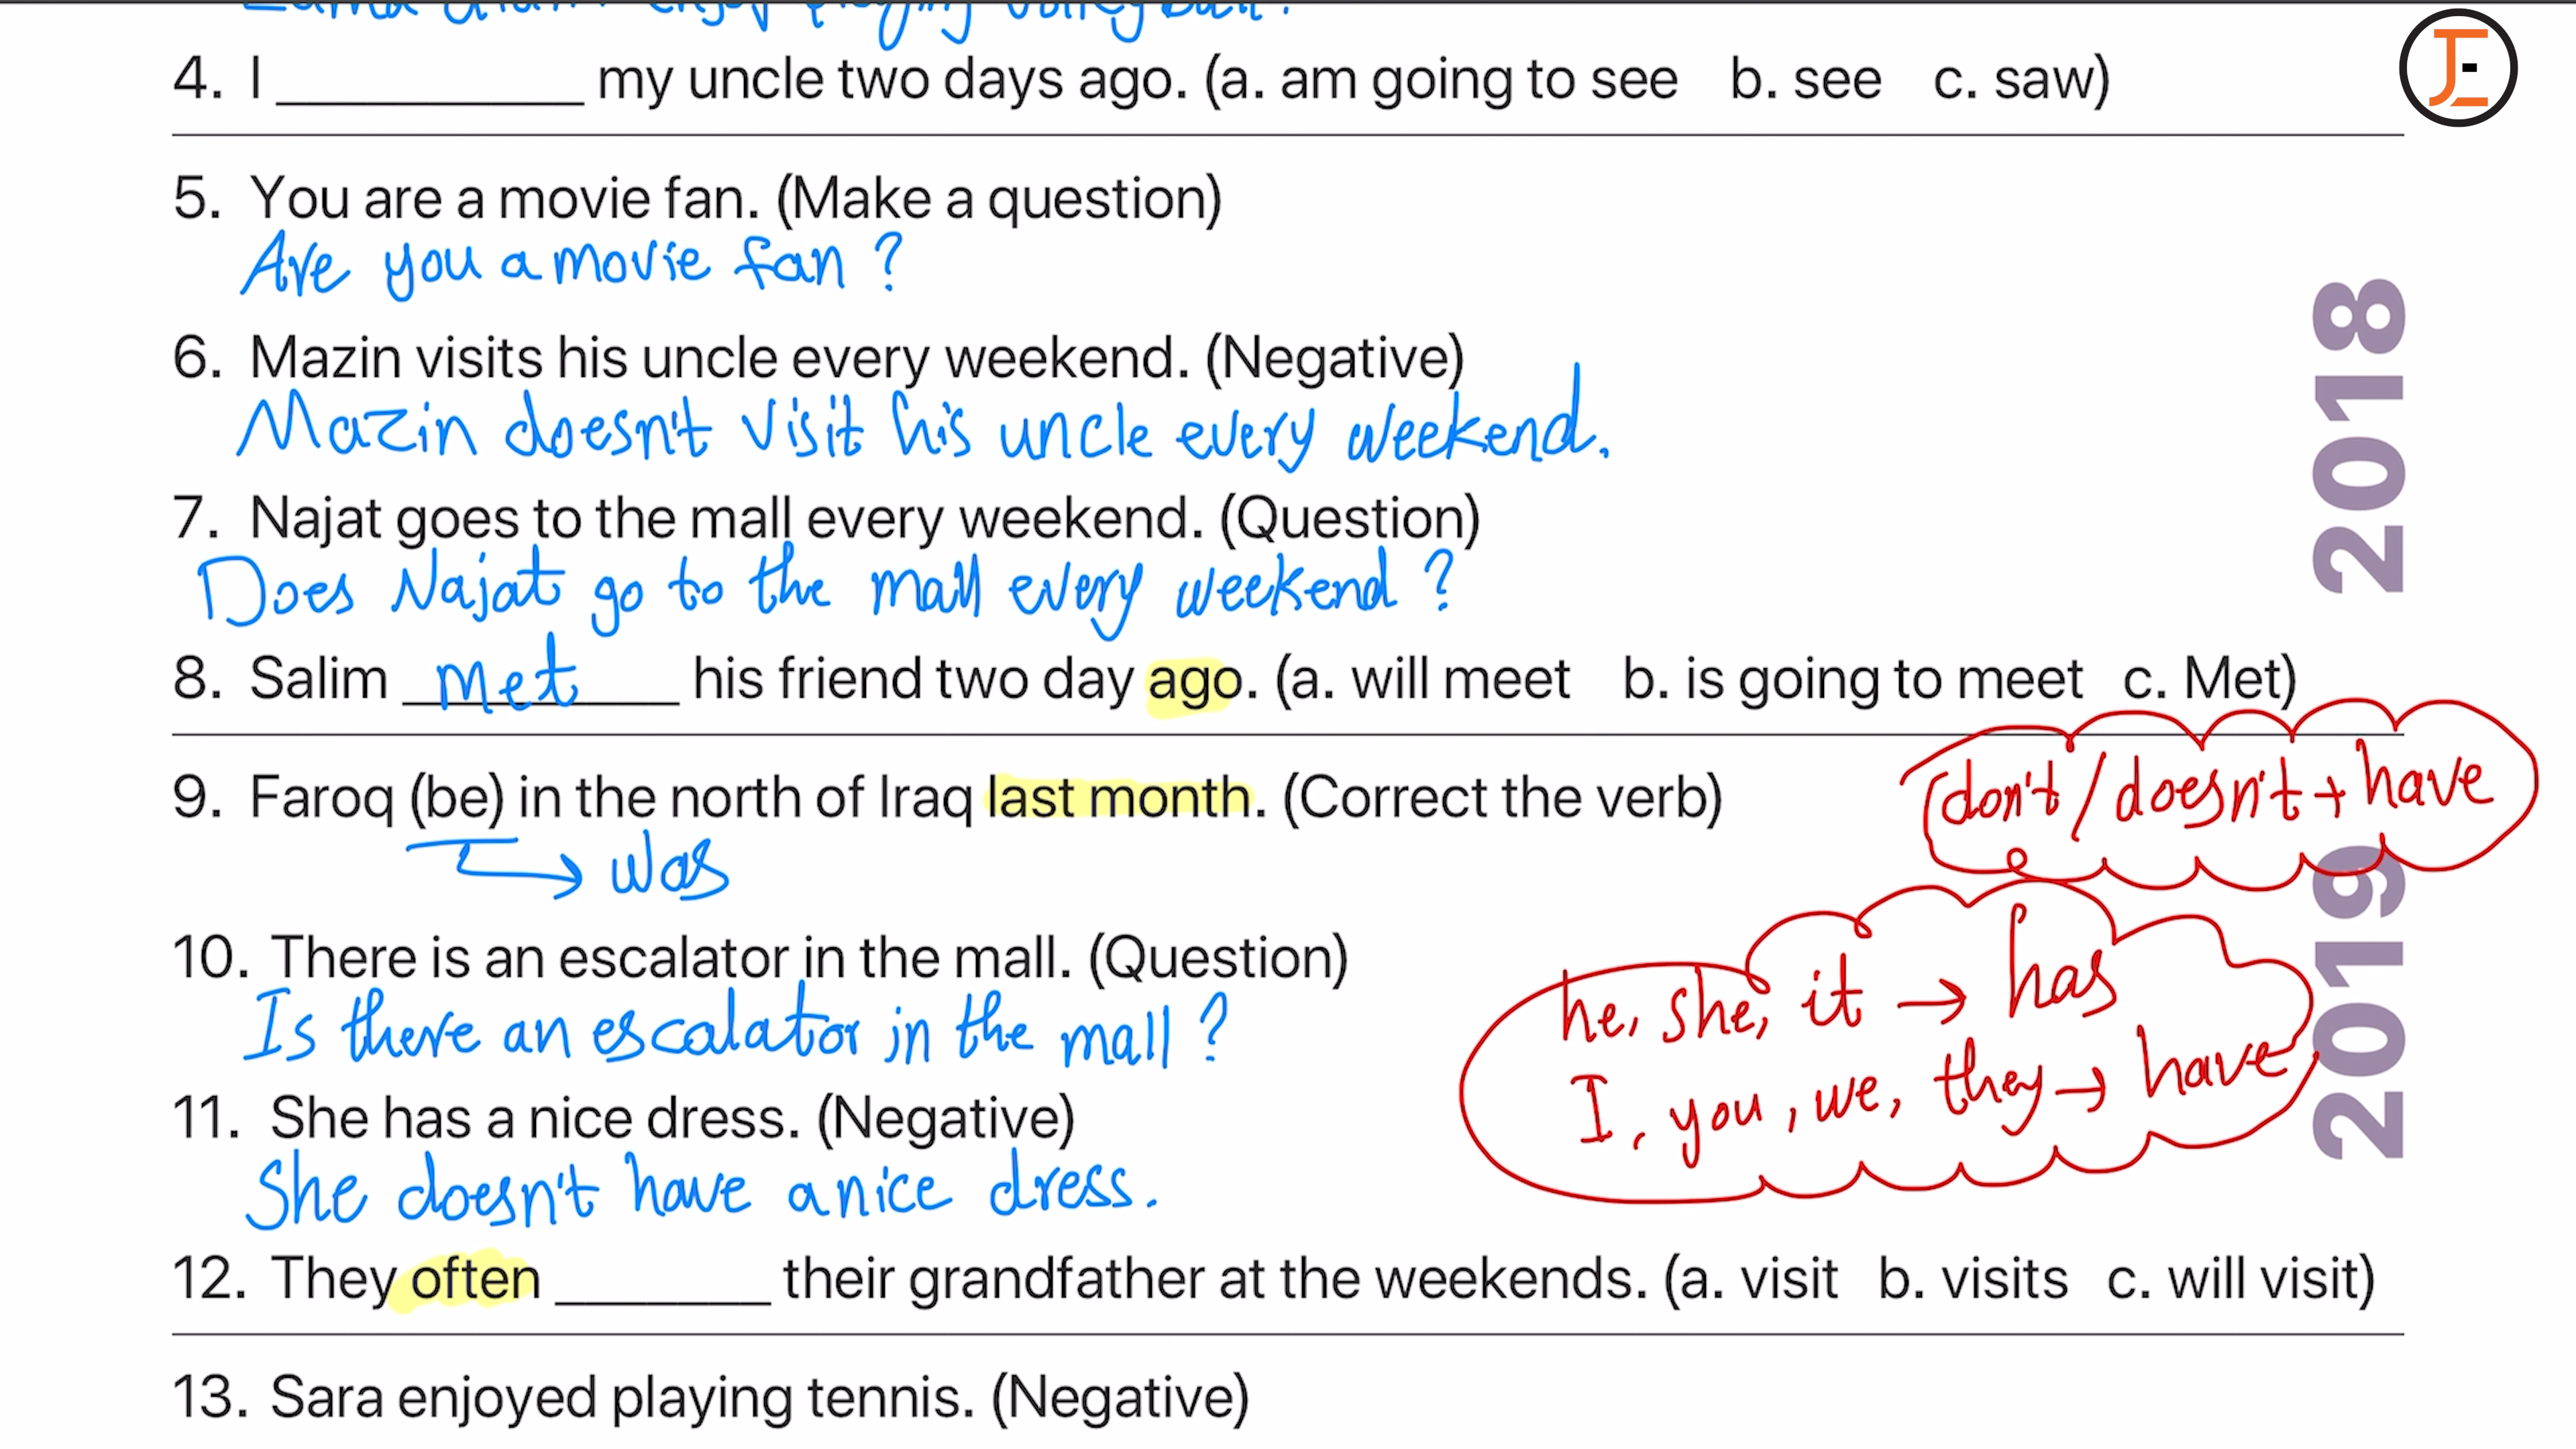 enjoy playing volleyball.
4. I __________ my uncle two days ago. (a. am going to see b. see c. saw)
5. You are a movie fan. (Make a question)
Are you a movie fan ?
6. Mazin visits his uncle every weekend. (Negative)
Mazin doesn't visit his uncle every weekend.
7. Najat goes to the mall every weekend. (Question)
Does Najat go to the mall every weekend ?
8. Salim met his friend two day ago. (a. will meet b. is going to meet c. Met)
9. Faroq (be) in the north of Iraq last month. (Correct the verb)
was
don't / doesn't + have
10. There is an escalator in the mall. (Question)
Is there an escalator in the mall ?
he, she, it → has
I, you, we, they → have
11. She has a nice dress. (Negative)
She doesn't have a nice dress.
12. They often _______ their grandfather at the weekends. (a. visit b. visits c. will visit)
13. Sara enjoyed playing tennis. (Negative)
2018
2019